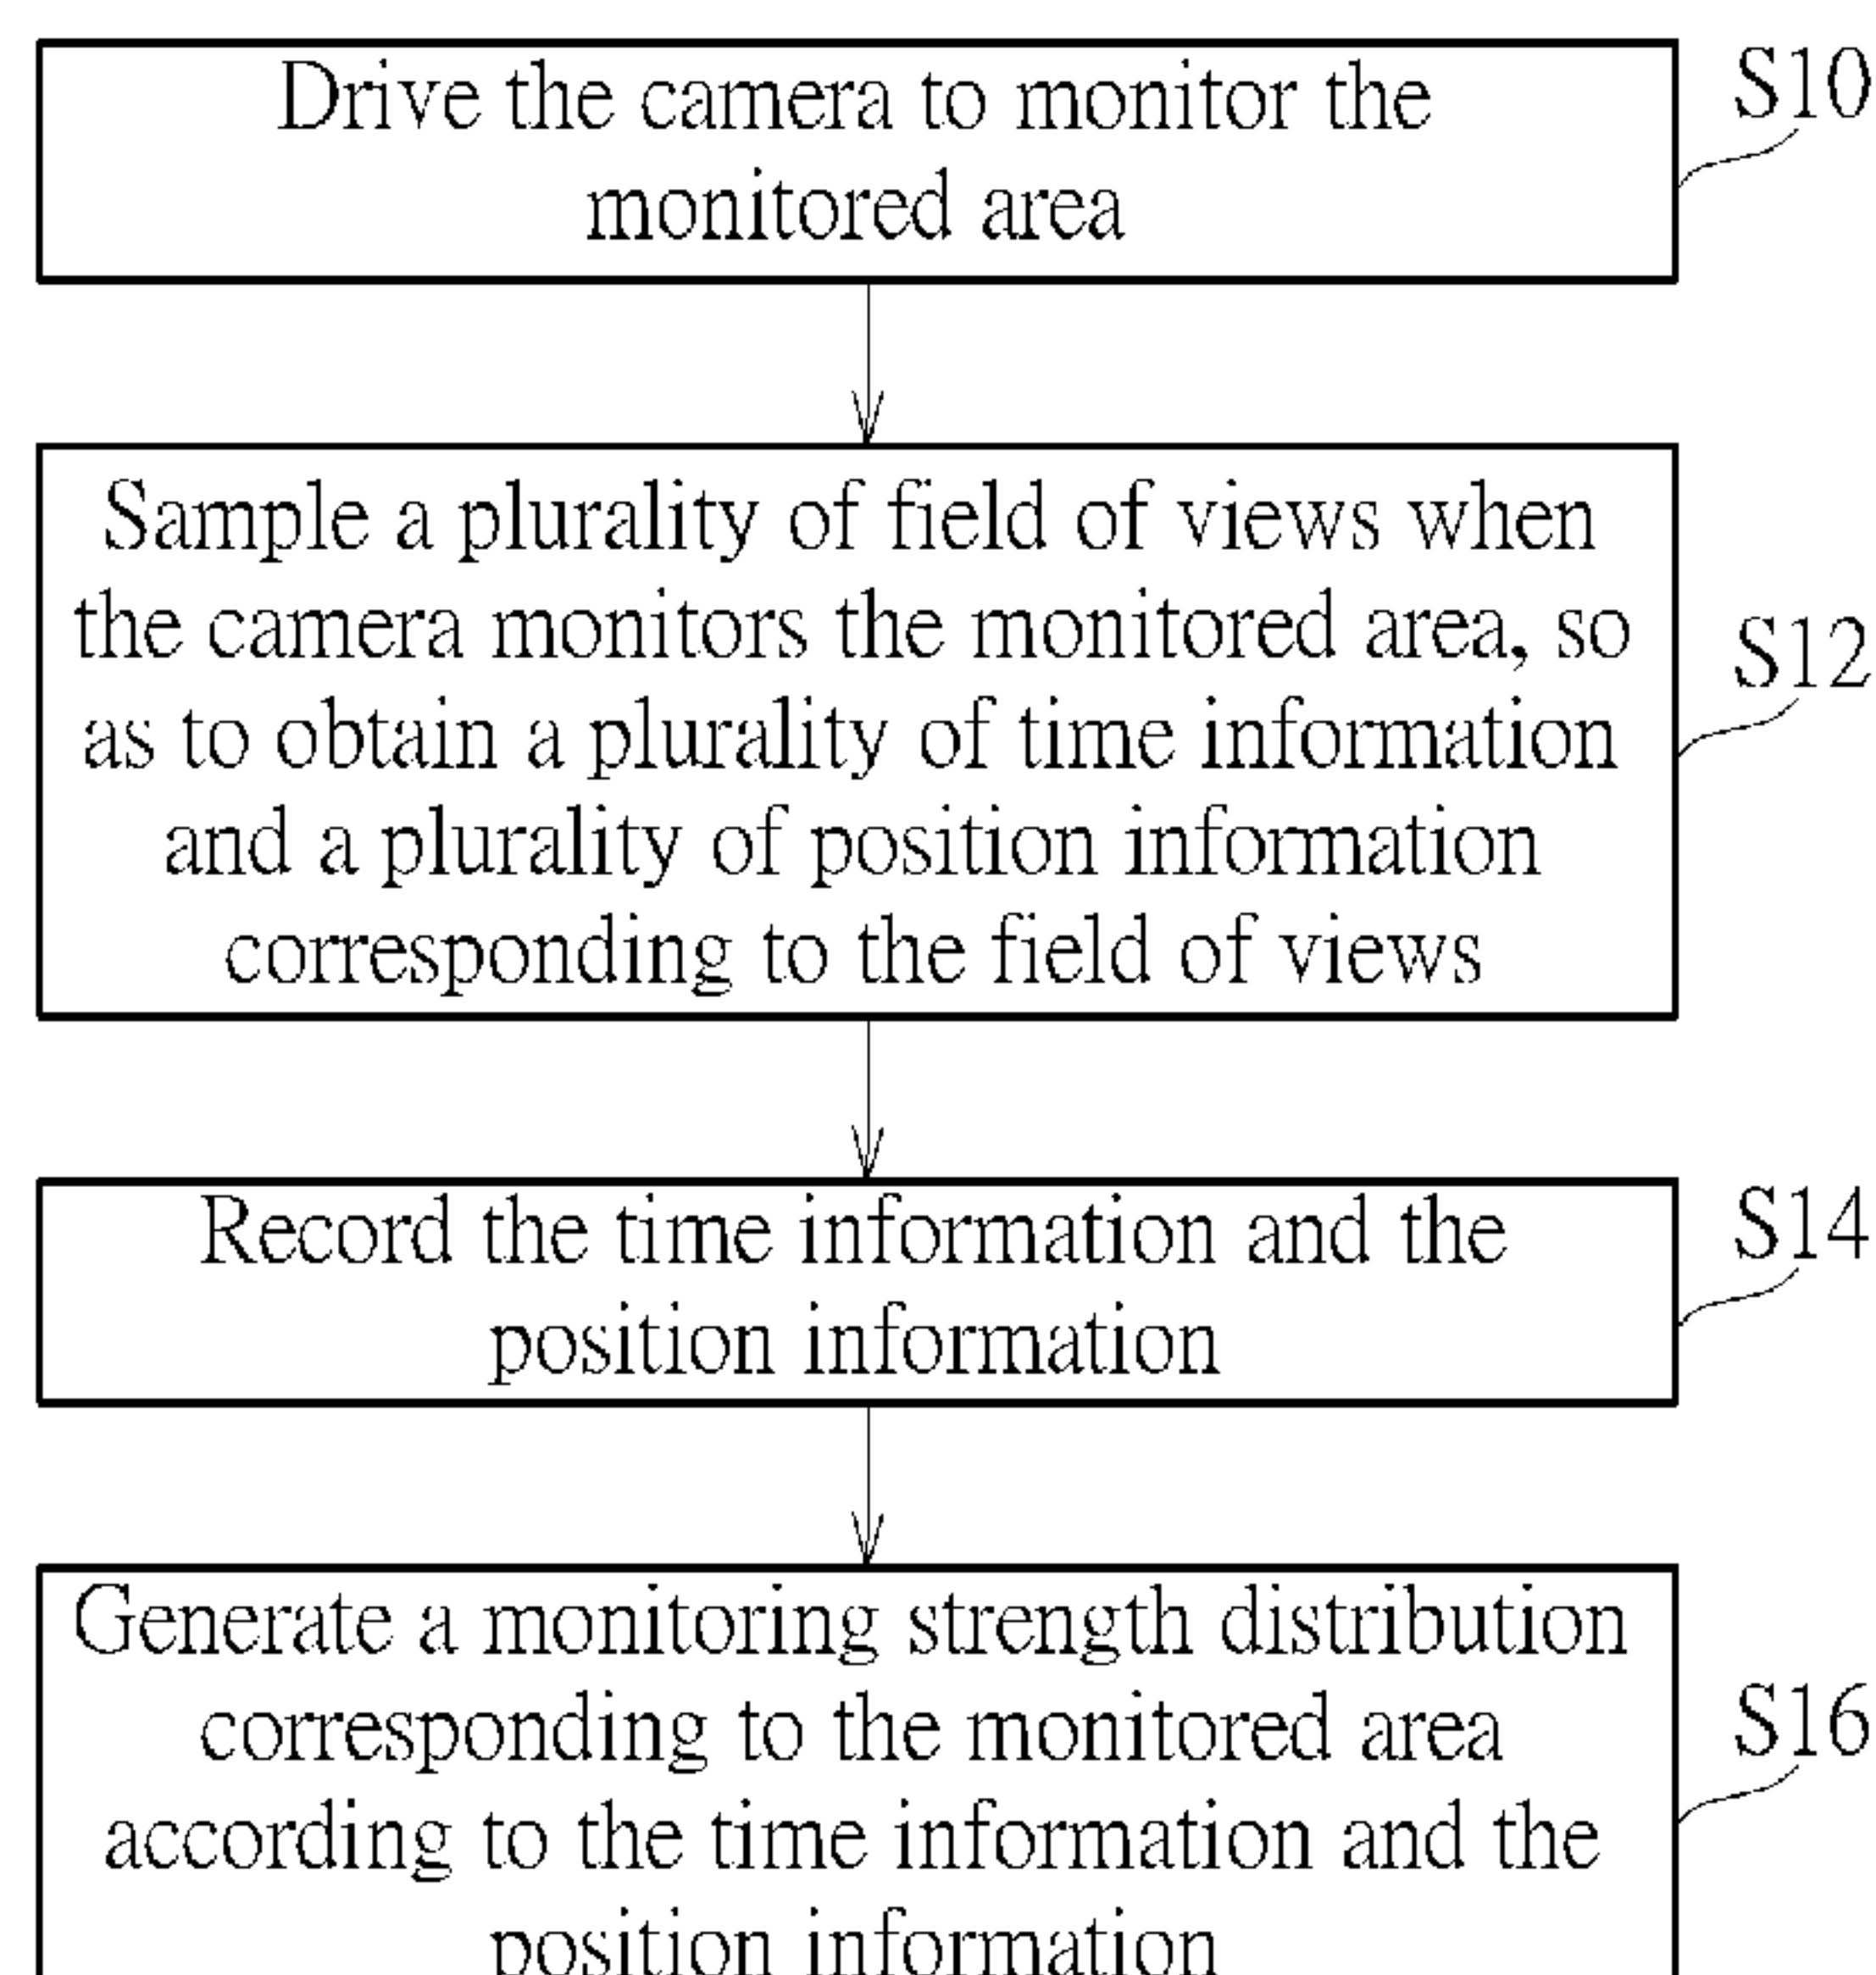 Drive the camera to monitor the
monitored area
S10
Sample a plurality of field of views when
the camera monitors the monitored area, so
as to obtain a plurality of time information
and a plurality of position information
corresponding to the field of views
S12
Record the time information and the
position information
S14
Generate a monitoring strength distribution
corresponding to the monitored area
according to the time information and the
position information
S16